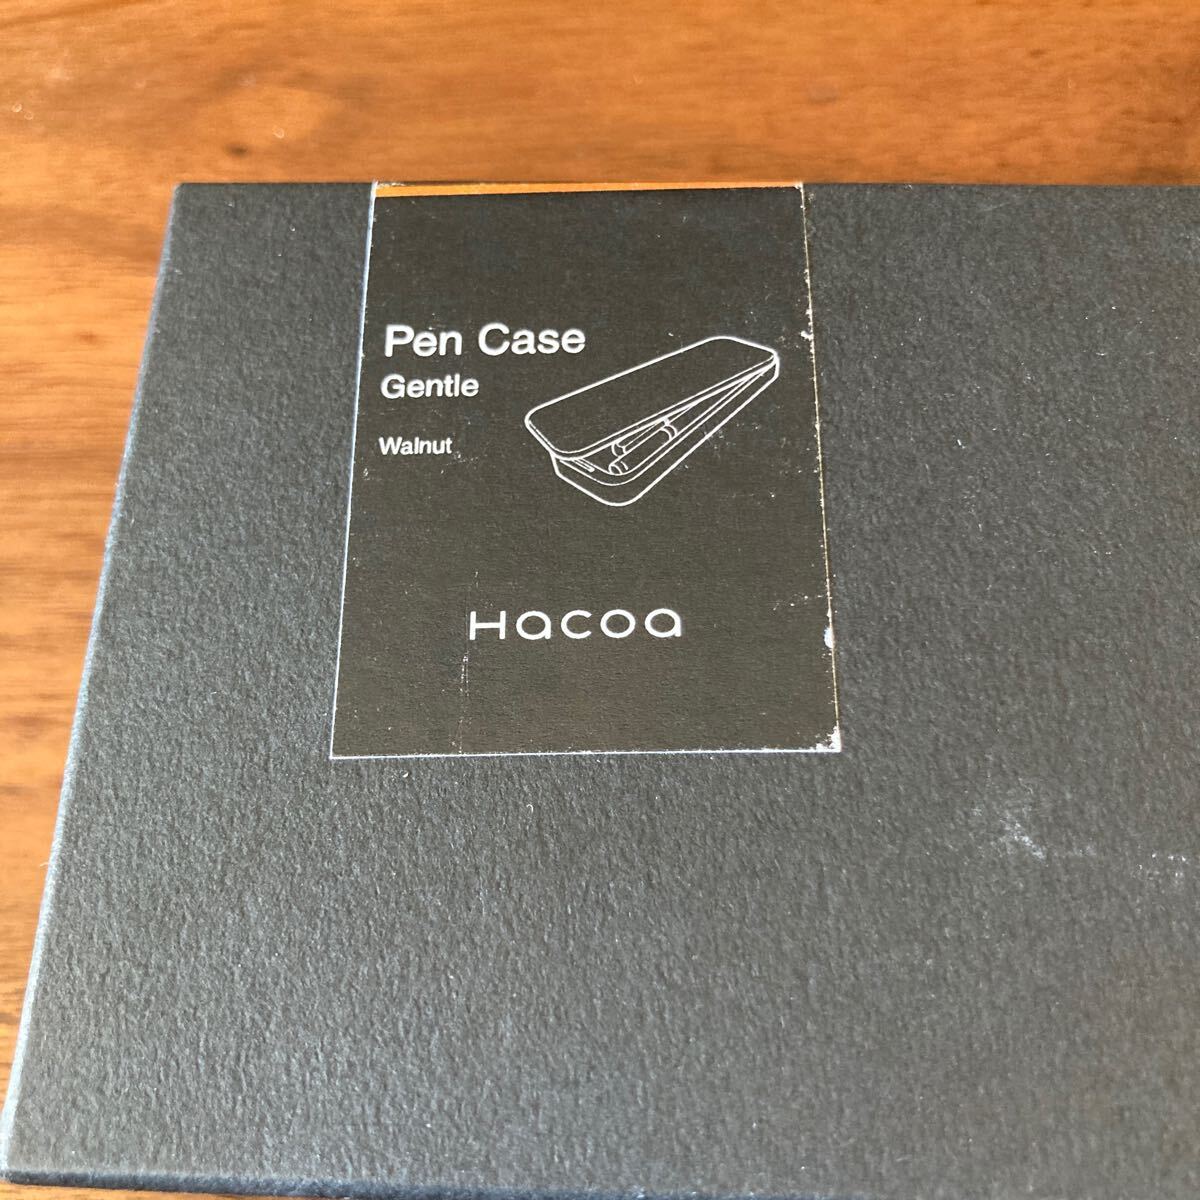 Pen Case
Gentle
Walnut
Hacoa